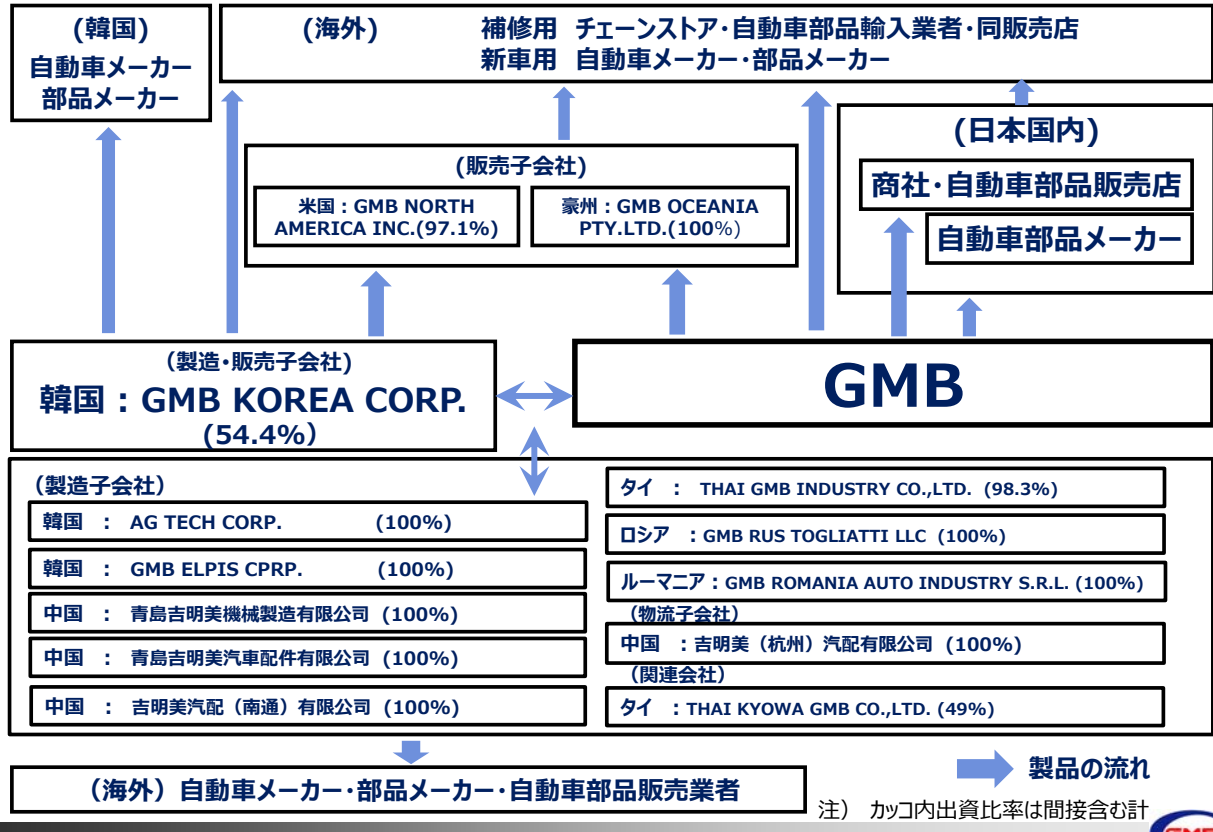 (韓国)
自動車メーカー
部品メーカー
(海外) 補修用 チェーンストア・自動車部品輸入業者・同販売店
新車用 自動車メーカー・部品メーカー
(販売子会社)
米国：GMB NORTH
AMERICA INC.(97.1%)
豪州：GMB OCEANIA
PTY.LTD.(100%)
(日本国内)
商社・自動車部品販売店
自動車部品メーカー
(製造・販売子会社)
韓国：GMB KOREA CORP.
(54.4%)
GMB
(製造子会社)
韓国 ： AG TECH CORP. (100%)
韓国 ： GMB ELPIS CPRP. (100%)
中国 ： 青島吉明美機械製造有限公司 (100%)
中国 ： 青島吉明美汽車配件有限公司 (100%)
中国 ： 吉明美汽配（南通）有限公司 (100%)
タイ ： THAI GMB INDUSTRY CO.,LTD. (98.3%)
ロシア ：GMB RUS TOGLIATTI LLC (100%)
ルーマニア：GMB ROMANIA AUTO INDUSTRY S.R.L. (100%)
(物流子会社)
中国 ：吉明美（杭州）汽配有限公司 (100%)
(関連会社)
タイ ：THAI KYOWA GMB CO.,LTD. (49%)
（海外）自動車メーカー・部品メーカー・自動車部品販売業者
製品の流れ
注） カッコ内出資比率は間接含む計
GMB